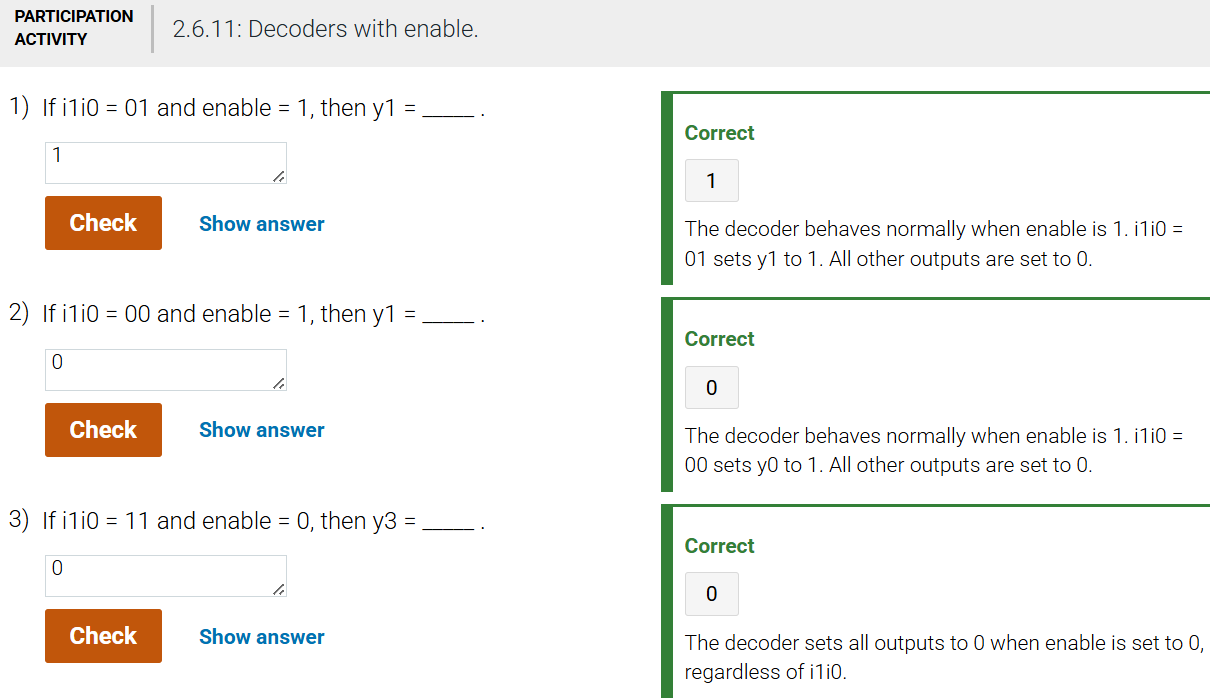 PARTICIPATION
ACTIVITY
2.6.11: Decoders with enable.
1) If i1i0 = 01 and enable = 1, then y1 = _____ .
1
Check
Show answer
Correct
1
The decoder behaves normally when enable is 1. i1i0 =
01 sets y1 to 1. All other outputs are set to 0.
2) If i1i0 = 00 and enable = 1, then y1 = _____ .
0
Check
Show answer
Correct
0
The decoder behaves normally when enable is 1. i1i0 =
00 sets y0 to 1. All other outputs are set to 0.
3) If i1i0 = 11 and enable = 0, then y3 = _____ .
0
Check
Show answer
Correct
0
The decoder sets all outputs to 0 when enable is set to 0,
regardless of i1i0.